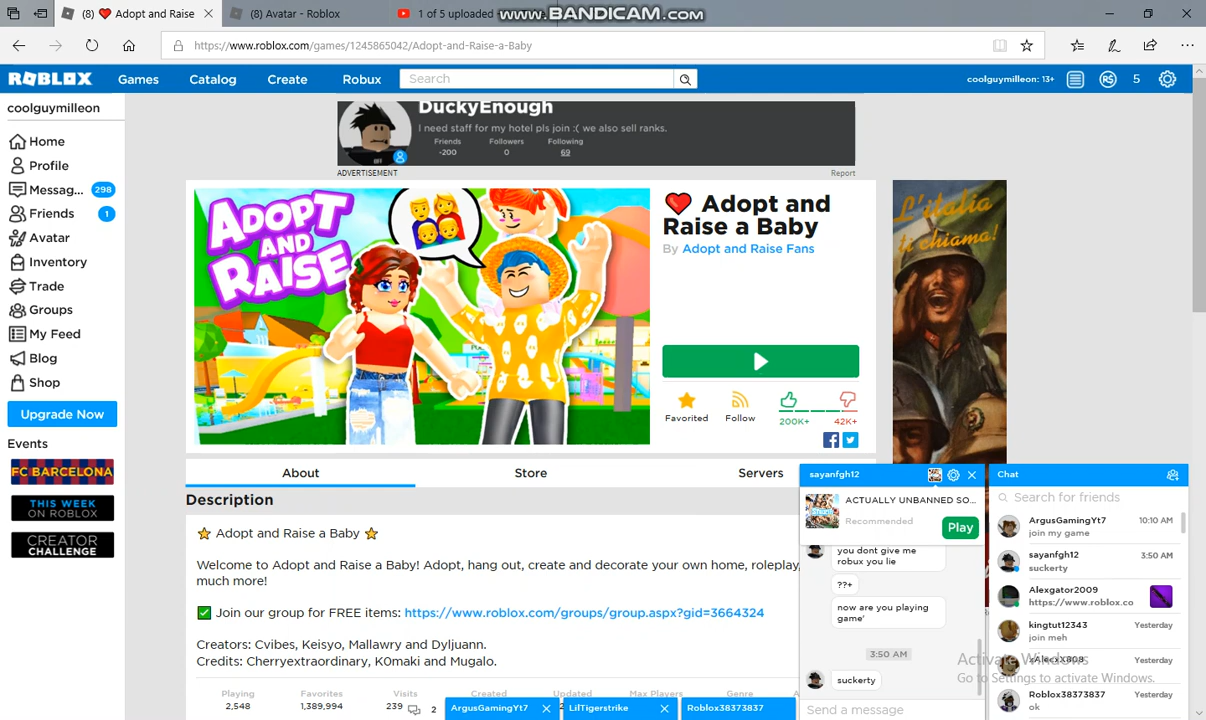 (8) ❤ Adopt and Raise
(8) Avatar - Roblox
1 of 5 uploaded
www.BANDICAM.com
https://www.roblox.com/games/1245865042/Adopt-and-Raise-a-Baby
ROBLOX
Games
Catalog
Create
Robux
Search
coolguymilleon: 13+
5
coolguymilleon
Home
Profile
Messag... 298
Friends 1
Avatar
Inventory
Trade
Groups
My Feed
Blog
Shop
Upgrade Now
Events
FC BARCELONA
THIS WEEK
ON ROBLOX
CREATOR
CHALLENGE
DuckyEnough
I need staff for my hotel pls join :( we also sell ranks.
Friends Followers Following
-200 0 69
ADVERTISEMENT
Report
ADOPT
AND
RAISE
❤ Adopt and
Raise a Baby
By Adopt and Raise Fans
Favorited
Follow
200K+
42K+
L'italia
ti chiama!
About
Store
Servers
Description
⭐ Adopt and Raise a Baby ⭐
Welcome to Adopt and Raise a Baby! Adopt, hang out, create and decorate your own home, roleplay,
much more!
✅ Join our group for FREE items: https://www.roblox.com/groups/group.aspx?gid=3664324
Creators: Cvibes, Keisyo, Mallawry and Dyljuann.
Credits: Cherryextraordinary, K0maki and Mugalo.
Playing Favorites Visits Created Updated Max Players Genre
2,548 1,389,994 239
2
ArgusGamingYt7
LilTigerstrike
Roblox38373837
sayanfgh12
ACTUALLY UNBANNED SO...
Recommended
Play
you dont give me
robux you lie
??+
now are you playing
game'
3:50 AM
suckerty
Send a message
Chat
Search for friends
ArgusGamingYt7 10:10 AM
join my game
sayanfgh12 3:50 AM
suckerty
Alexgator2009
https://www.roblox.co
kingtut12343 Yesterday
join meh
xAlecxX808 Yesterday
Roblox38373837 Yesterday
ok
Activate Windows
Go to Settings to activate Windows.